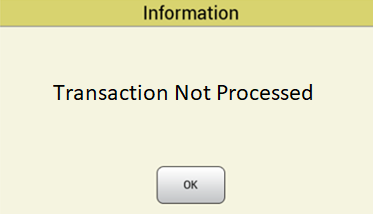 Information
Transaction Not Processed
OK